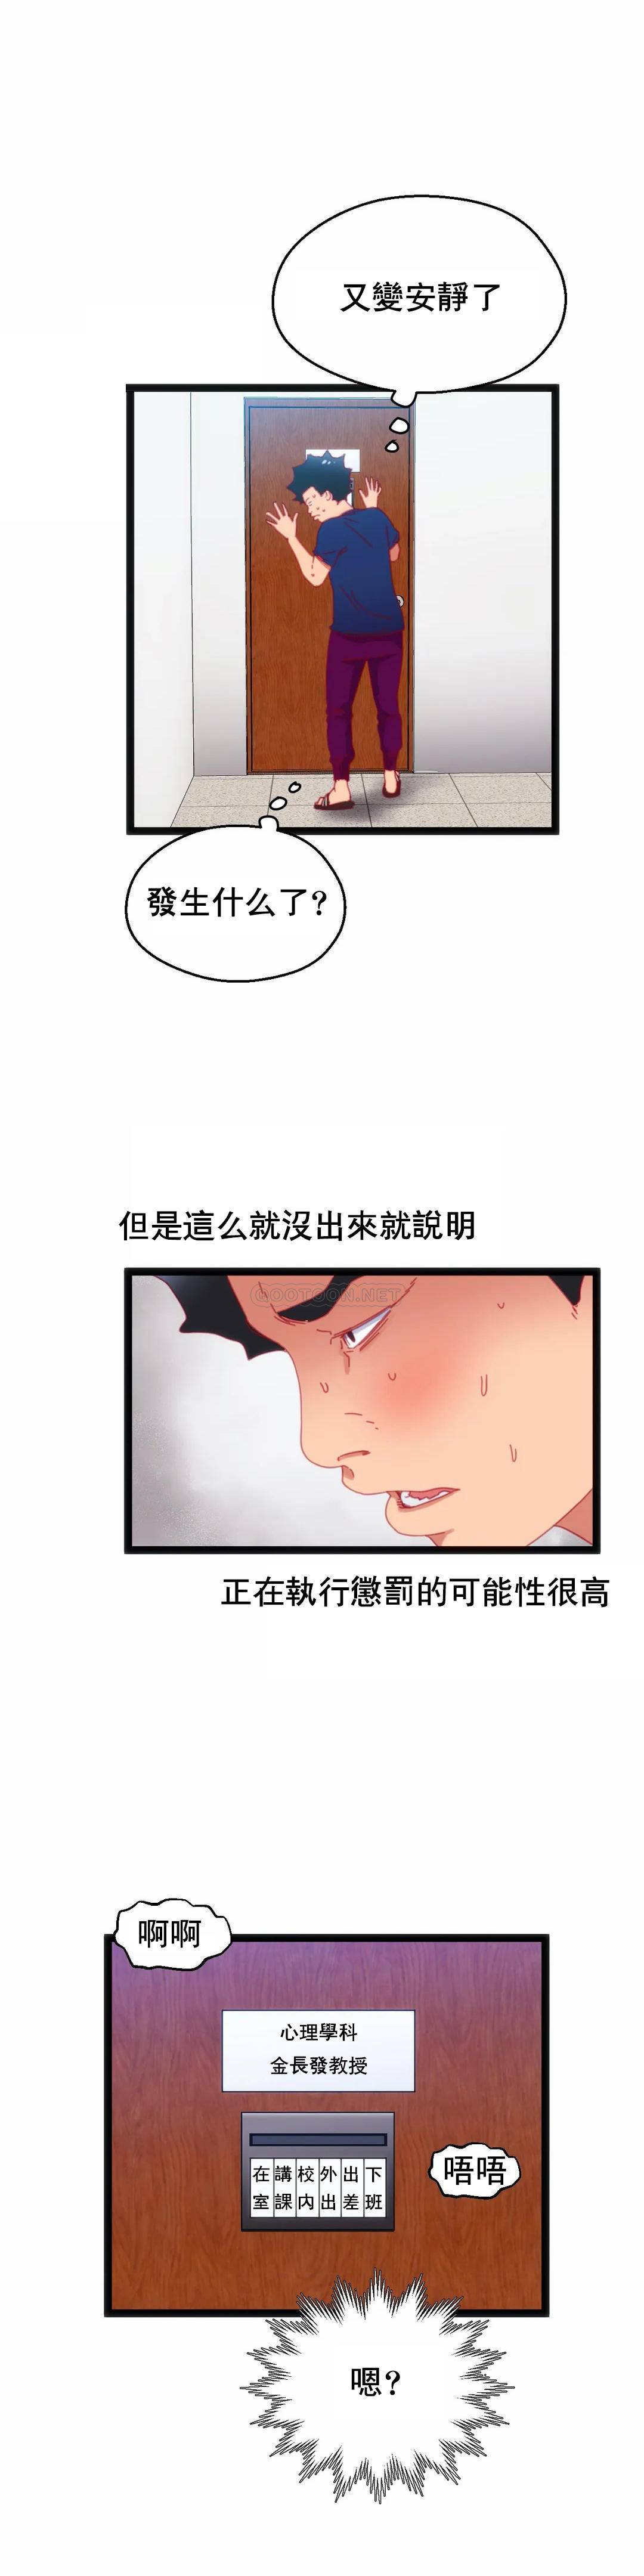 又變安靜了
發生什么了?
但是這么就沒出來就說明
GOOTOON.NET
正在執行懲罰的可能性很高
啊啊
心理學科
金長發教授
在室 講課 校内 外出 出差 下班
唔唔
嗯?